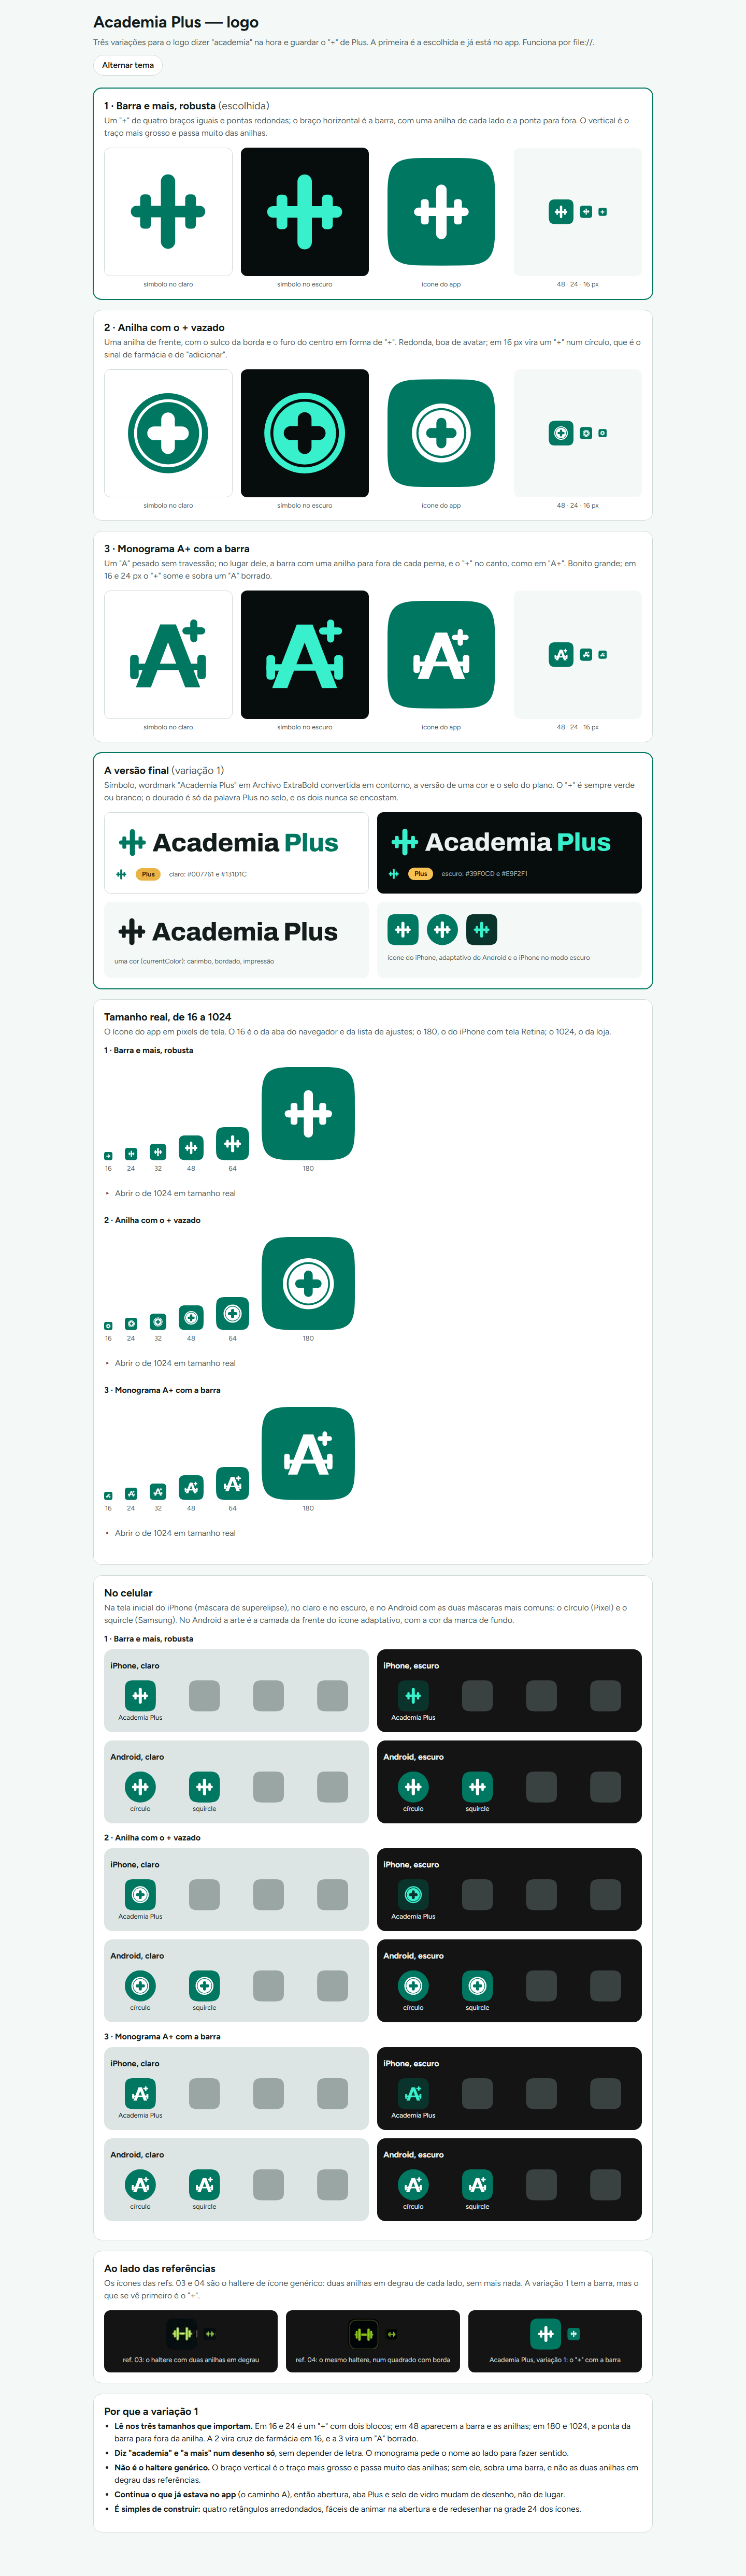 Academia Plus — logo
Três variações para o logo dizer "academia" na hora e guardar o "+" de Plus. A primeira é a escolhida e já está no app. Funciona por file://.
Alternar tema
1 · Barra e mais, robusta (escolhida)
Um "+" de quatro braços iguais e pontas redondas; o braço horizontal é a barra, com uma anilha de cada lado e a ponta para fora. O vertical é o
traço mais grosso e passa muito das anilhas.
símbolo no claro
símbolo no escuro
ícone do app
48 · 24 · 16 px
2 · Anilha com o + vazado
Uma anilha de frente, com o sulco da borda e o furo do centro em forma de "+". Redonda, boa de avatar; em 16 px vira um "+" num círculo, que é o
sinal de farmácia e de "adicionar".
símbolo no claro
símbolo no escuro
ícone do app
48 · 24 · 16 px
3 · Monograma A+ com a barra
Um "A" pesado sem travessão; no lugar dele, a barra com uma anilha para fora de cada perna, e o "+" no canto, como em "A+". Bonito grande; em
16 e 24 px o "+" some e sobra um "A" borrado.
símbolo no claro
símbolo no escuro
ícone do app
48 · 24 · 16 px
A versão final (variação 1)
Símbolo, wordmark "Academia Plus" em Archivo ExtraBold convertida em contorno, a versão de uma cor e o selo do plano. O "+" é sempre verde
ou branco; o dourado é só da palavra Plus no selo, e os dois nunca se encostam.
Academia Plus
Plus claro: #007761 e #131D1C
Academia Plus
Plus escuro: #39F0CD e #E9F2F1
Academia Plus
uma cor (currentColor): carimbo, bordado, impressão
ícone do iPhone, adaptativo do Android e o iPhone no modo escuro
Tamanho real, de 16 a 1024
O ícone do app em pixels de tela. O 16 é o da aba do navegador e da lista de ajustes; o 180, o do iPhone com tela Retina; o 1024, o da loja.
1 · Barra e mais, robusta
16 24 32 48 64 180
Abrir o de 1024 em tamanho real
2 · Anilha com o + vazado
16 24 32 48 64 180
Abrir o de 1024 em tamanho real
3 · Monograma A+ com a barra
16 24 32 48 64 180
Abrir o de 1024 em tamanho real
No celular
Na tela inicial do iPhone (máscara de superelipse), no claro e no escuro, e no Android com as duas máscaras mais comuns: o círculo (Pixel) e o
squircle (Samsung). No Android a arte é a camada da frente do ícone adaptativo, com a cor da marca de fundo.
1 · Barra e mais, robusta
iPhone, claro
Academia Plus
iPhone, escuro
Academia Plus
Android, claro
círculo squircle
Android, escuro
círculo squircle
2 · Anilha com o + vazado
iPhone, claro
Academia Plus
iPhone, escuro
Academia Plus
Android, claro
círculo squircle
Android, escuro
círculo squircle
3 · Monograma A+ com a barra
iPhone, claro
Academia Plus
iPhone, escuro
Academia Plus
Android, claro
círculo squircle
Android, escuro
círculo squircle
Ao lado das referências
Os ícones das refs. 03 e 04 são o haltere de ícone genérico: duas anilhas em degrau de cada lado, sem mais nada. A variação 1 tem a barra, mas o
que se vê primeiro é o "+".
ref. 03: o haltere com duas anilhas em degrau
ref. 04: o mesmo haltere, num quadrado com borda
Academia Plus, variação 1: o "+" com a barra
Por que a variação 1
• Lê nos três tamanhos que importam. Em 16 e 24 é um "+" com dois blocos; em 48 aparecem a barra e as anilhas; em 180 e 1024, a ponta da
barra para fora da anilha. A 2 vira cruz de farmácia em 16, e a 3 vira um "A" borrado.
• Diz "academia" e "a mais" num desenho só, sem depender de letra. O monograma pede o nome ao lado para fazer sentido.
• Não é o haltere genérico. O braço vertical é o traço mais grosso e passa muito das anilhas; sem ele, sobra uma barra, e não as duas anilhas em
degrau das referências.
• Continua o que já estava no app (o caminho A), então abertura, aba Plus e selo de vidro mudam de desenho, não de lugar.
• É simples de construir: quatro retângulos arredondados, fáceis de animar na abertura e de redesenhar na grade 24 dos ícones.